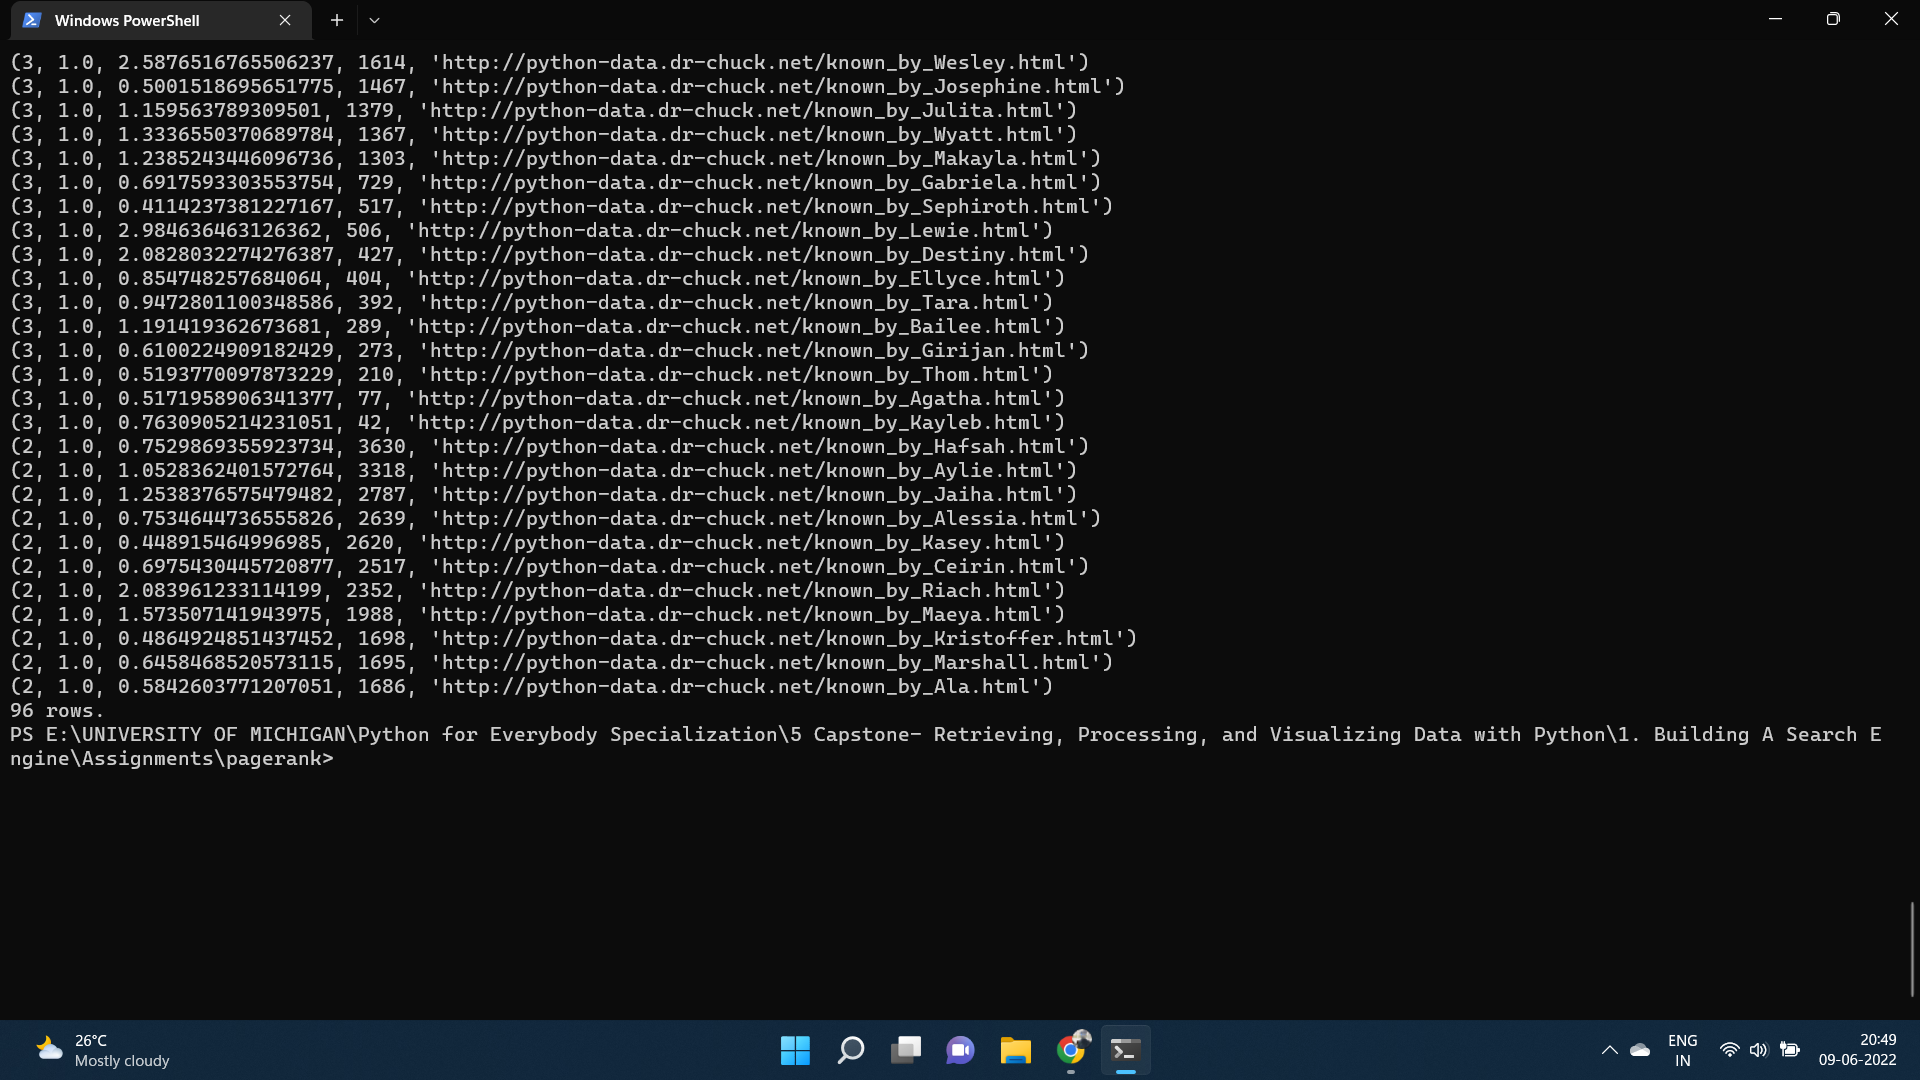 Windows PowerShell
(3, 1.0, 2.5876516765506237, 1614, 'http://python-data.dr-chuck.net/known_by_Wesley.html')
(3, 1.0, 0.5001518695651775, 1467, 'http://python-data.dr-chuck.net/known_by_Josephine.html')
(3, 1.0, 1.159563789309501, 1379, 'http://python-data.dr-chuck.net/known_by_Julita.html')
(3, 1.0, 1.3336550370689784, 1367, 'http://python-data.dr-chuck.net/known_by_Wyatt.html')
(3, 1.0, 1.2385243446096736, 1303, 'http://python-data.dr-chuck.net/known_by_Makayla.html')
(3, 1.0, 0.6917593303553754, 729, 'http://python-data.dr-chuck.net/known_by_Gabriela.html')
(3, 1.0, 0.4114237381227167, 517, 'http://python-data.dr-chuck.net/known_by_Sephiroth.html')
(3, 1.0, 2.984636463126362, 506, 'http://python-data.dr-chuck.net/known_by_Lewie.html')
(3, 1.0, 2.0828032274276387, 427, 'http://python-data.dr-chuck.net/known_by_Destiny.html')
(3, 1.0, 0.854748257684064, 404, 'http://python-data.dr-chuck.net/known_by_Ellyce.html')
(3, 1.0, 0.9472801100348586, 392, 'http://python-data.dr-chuck.net/known_by_Tara.html')
(3, 1.0, 1.191419362673681, 289, 'http://python-data.dr-chuck.net/known_by_Bailee.html')
(3, 1.0, 0.6100224909182429, 273, 'http://python-data.dr-chuck.net/known_by_Girijan.html')
(3, 1.0, 0.5193770097873229, 210, 'http://python-data.dr-chuck.net/known_by_Thom.html')
(3, 1.0, 0.5171958906341377, 77, 'http://python-data.dr-chuck.net/known_by_Agatha.html')
(3, 1.0, 0.7630905214231051, 42, 'http://python-data.dr-chuck.net/known_by_Kayleb.html')
(2, 1.0, 0.7529869355923734, 3630, 'http://python-data.dr-chuck.net/known_by_Hafsah.html')
(2, 1.0, 1.0528362401572764, 3318, 'http://python-data.dr-chuck.net/known_by_Aylie.html')
(2, 1.0, 1.2538376575479482, 2787, 'http://python-data.dr-chuck.net/known_by_Jaiha.html')
(2, 1.0, 0.7534644736555826, 2639, 'http://python-data.dr-chuck.net/known_by_Alessia.html')
(2, 1.0, 0.448915464996985, 2620, 'http://python-data.dr-chuck.net/known_by_Kasey.html')
(2, 1.0, 0.6975430445720877, 2517, 'http://python-data.dr-chuck.net/known_by_Ceirin.html')
(2, 1.0, 2.083961233114199, 2352, 'http://python-data.dr-chuck.net/known_by_Riach.html')
(2, 1.0, 1.573507141943975, 1988, 'http://python-data.dr-chuck.net/known_by_Maeya.html')
(2, 1.0, 0.4864924851437452, 1698, 'http://python-data.dr-chuck.net/known_by_Kristoffer.html')
(2, 1.0, 0.6458468520573115, 1695, 'http://python-data.dr-chuck.net/known_by_Marshall.html')
(2, 1.0, 0.5842603771207051, 1686, 'http://python-data.dr-chuck.net/known_by_Ala.html')
96 rows.
PS E:\UNIVERSITY OF MICHIGAN\Python for Everybody Specialization\5 Capstone- Retrieving, Processing, and Visualizing Data with Python\1. Building A Search E
ngine\Assignments\pagerank>
26°C
Mostly cloudy
ENG
IN
20:49
09-06-2022